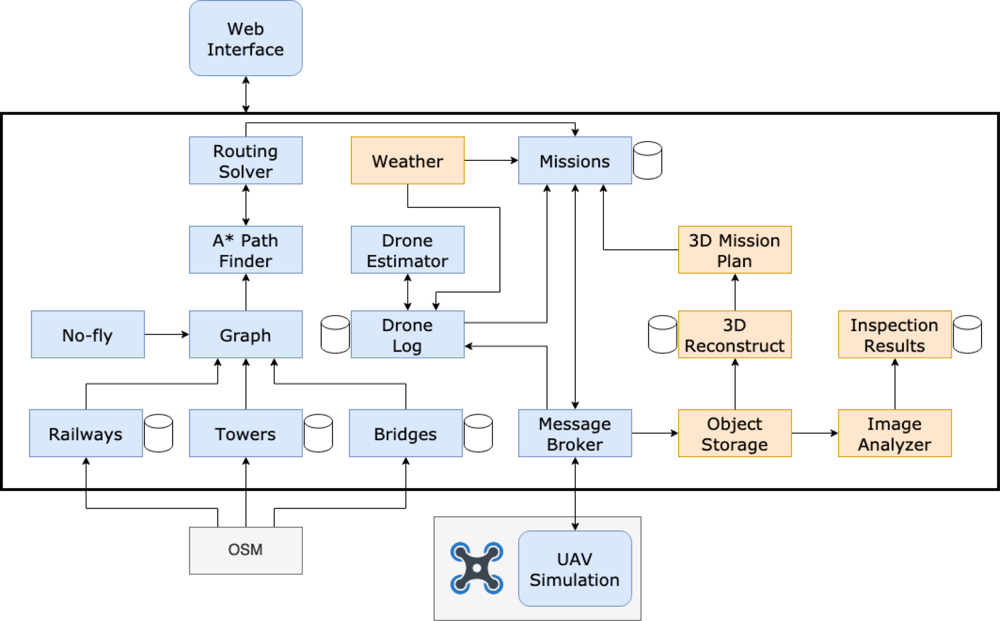 Web
Interface
Routing
Solver
Weather
Missions
A* Path
Finder
Drone
Estimator
3D Mission
Plan
No-fly
Graph
Drone
Log
3D
Reconstruct
Inspection
Results
Railways
Towers
Bridges
Message
Broker
Object
Storage
Image
Analyzer
OSM
UAV
Simulation